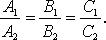 A₁/A₂ = B₁/B₂ = C₁/C₂.